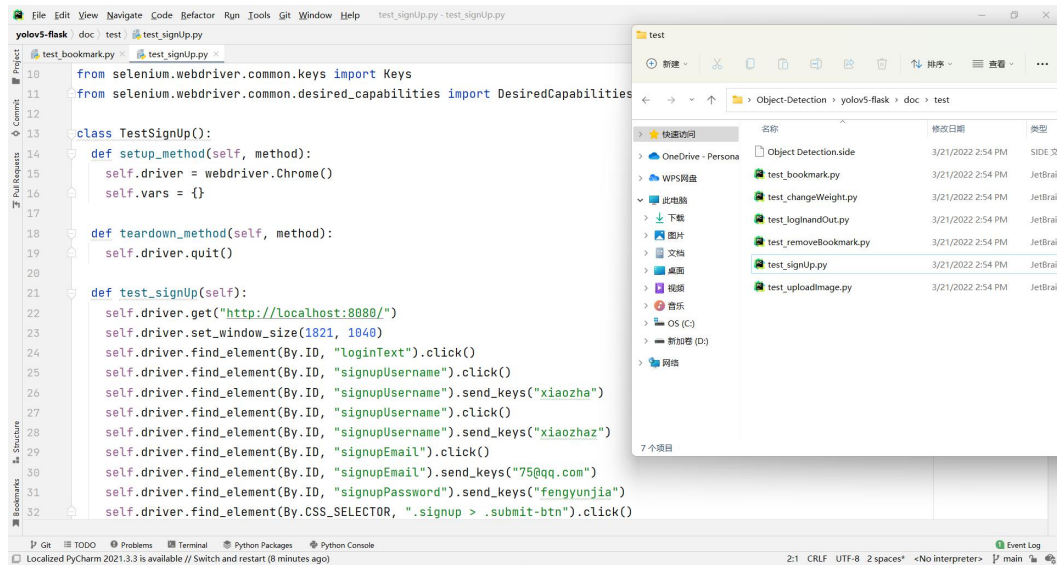 File Edit View Navigate Code Refactor Run Tools Git Window Help test_signUp.py - test_signUp.py
yolov5-flask doc test test_signUp.py
test_bookmark.py test_signUp.py
Project
Commit
Pull Requests
Structure
Bookmarks
10 from selenium.webdriver.common.keys import Keys
11 from selenium.webdriver.common.desired_capabilities import DesiredCapabilities
12
13 class TestSignUp():
14 def setup_method(self, method):
15 self.driver = webdriver.Chrome()
16 self.vars = {}
17
18 def teardown_method(self, method):
19 self.driver.quit()
20
21 def test_signUp(self):
22 self.driver.get("http://localhost:8080/")
23 self.driver.set_window_size(1821, 1040)
24 self.driver.find_element(By.ID, "loginText").click()
25 self.driver.find_element(By.ID, "signupUsername").click()
26 self.driver.find_element(By.ID, "signupUsername").send_keys("xiaozha")
27 self.driver.find_element(By.ID, "signupUsername").click()
28 self.driver.find_element(By.ID, "signupUsername").send_keys("xiaozhaz")
29 self.driver.find_element(By.ID, "signupEmail").click()
30 self.driver.find_element(By.ID, "signupEmail").send_keys("75@qq.com")
31 self.driver.find_element(By.ID, "signupPassword").send_keys("fengyunjia")
32 self.driver.find_element(By.CSS_SELECTOR, ".signup > .submit-btn").click()
test
新建 排序 查看
Object-Detection > yolov5-flask > doc > test
名称 修改日期 类型
快速访问
OneDrive - Persona
WPS网盘
此电脑
下载
图片
文档
桌面
视频
音乐
OS (C:)
新加卷 (D:)
网络
Object Detection.side 3/21/2022 2:54 PM SIDE 文
test_bookmark.py 3/21/2022 2:54 PM JetBrai
test_changeWeight.py 3/21/2022 2:54 PM JetBrai
test_logInandOut.py 3/21/2022 2:54 PM JetBrai
test_removeBookmark.py 3/21/2022 2:54 PM JetBrai
test_signUp.py 3/21/2022 2:54 PM JetBrai
test_uploadImage.py 3/21/2022 2:54 PM JetBrai
7 个项目
Git TODO Problems Terminal Python Packages Python Console 1 Event Log
Localized PyCharm 2021.3.3 is available // Switch and restart (8 minutes ago) 2:1 CRLF UTF-8 2 spaces* <No interpreter> main